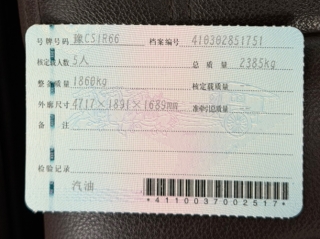 号牌号码 豫CS1R66 档案编号 410302851751
核定载人数 5人 总质量 2385kg
整备质量 1860kg 核定载质量
外廓尺寸 4717×1891×1689mm 准牵引总质量
备注
检验记录
汽油
*4110037002517*